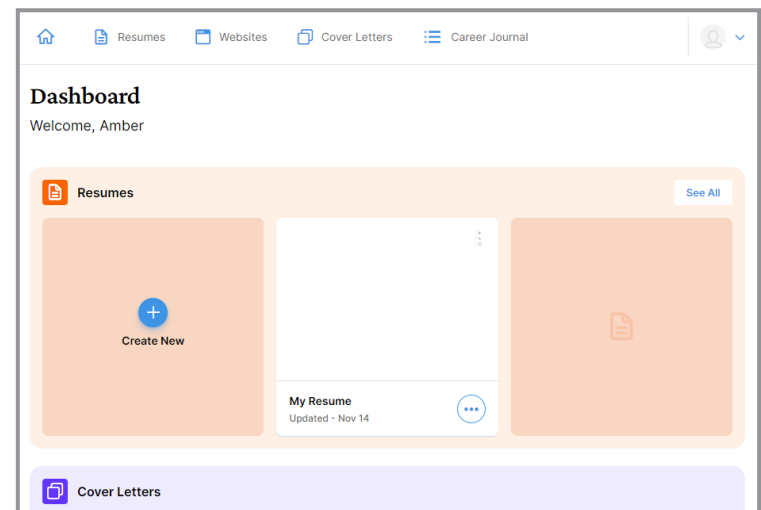 Resumes Websites Cover Letters Career Journal
Dashboard
Welcome, Amber
Resumes See All
Create New
My Resume
Updated - Nov 14
Cover Letters